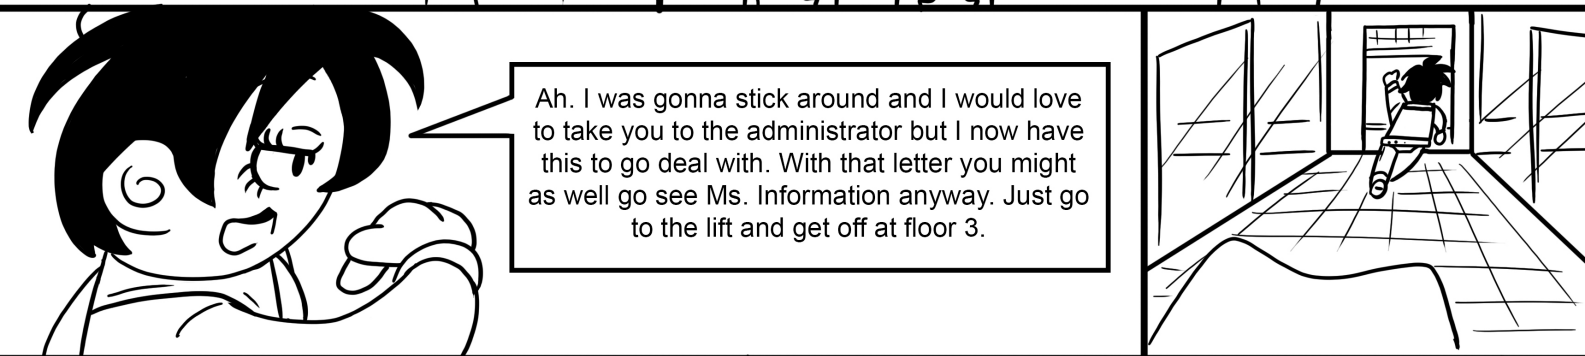 Ah. I was gonna stick around and I would love
to take you to the administrator but I now have
this to go deal with. With that letter you might
as well go see Ms. Information anyway. Just go
to the lift and get off at floor 3.